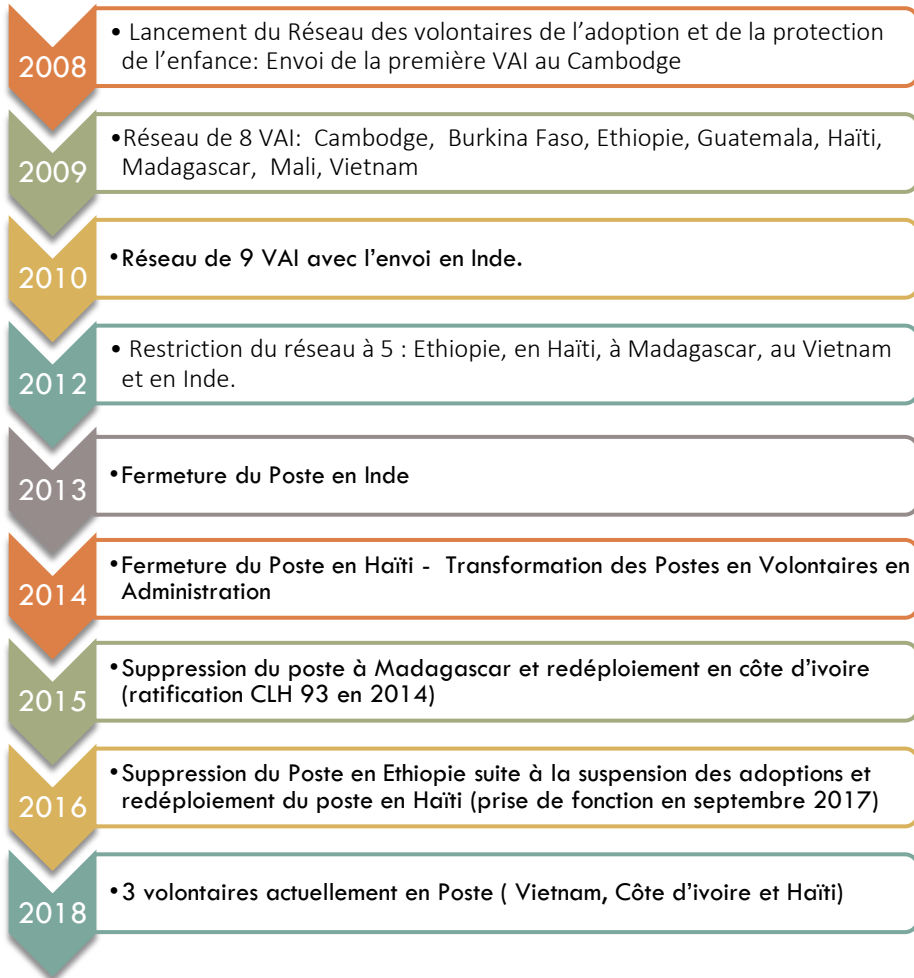 2008
• Lancement du Réseau des volontaires de l’adoption et de la protection
de l’enfance: Envoi de la première VAI au Cambodge
2009
•Réseau de 8 VAI: Cambodge, Burkina Faso, Ethiopie, Guatemala, Haïti,
Madagascar, Mali, Vietnam
2010
•Réseau de 9 VAI avec l’envoi en Inde.
2012
• Restriction du réseau à 5 : Ethiopie, en Haïti, à Madagascar, au Vietnam
et en Inde.
2013
•Fermeture du Poste en Inde
2014
•Fermeture du Poste en Haïti - Transformation des Postes en Volontaires en
Administration
2015
•Suppression du poste à Madagascar et redéploiement en côte d’ivoire
(ratification CLH 93 en 2014)
2016
•Suppression du Poste en Ethiopie suite à la suspension des adoptions et
redéploiement du poste en Haïti (prise de fonction en septembre 2017)
2018
•3 volontaires actuellement en Poste ( Vietnam, Côte d’ivoire et Haïti)